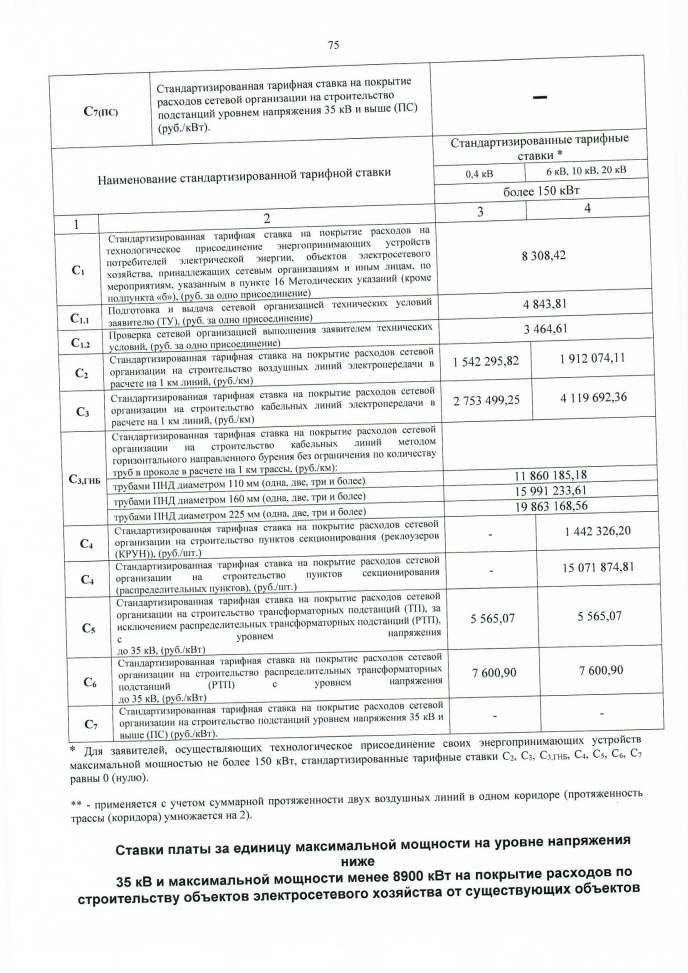 75
С7(ПС)
Стандартизированная тарифная ставка на покрытие
расходов сетевой организации на строительство
подстанций уровнем напряжения 35 кВ и выше (ПС)
(руб./кВт).
–
Наименование стандартизированной тарифной ставки
Стандартизированные тарифные
ставки *
0,4 кВ
6 кВ, 10 кВ, 20 кВ
более 150 кВт
1
2
3
4
С1
Стандартизированная тарифная ставка на покрытие расходов на
технологическое присоединение энергопринимающих устройств
потребителей электрической энергии, объектов электросетевого
хозяйства, принадлежащих сетевым организациям и иным лицам, по
мероприятиям, указанным в пункте 16 Методических указаний (кроме
подпункта «б»), (руб. за одно присоединение)
8 308,42
С1.1
Подготовка и выдача сетевой организацией технических условий
заявителю (ТУ), (руб. за одно присоединение)
4 843,81
С1.2
Проверка сетевой организацией выполнения заявителем технических
условий, (руб. за одно присоединение)
3 464,61
С2
Стандартизированная тарифная ставка на покрытие расходов сетевой
организации на строительство воздушных линий электропередачи в
расчете на 1 км линий, (руб./км)
1 542 295,82
1 912 074,11
С3
Стандартизированная тарифная ставка на покрытие расходов сетевой
организации на строительство кабельных линий электропередачи в
расчете на 1 км линий, (руб./км)
2 753 499,25
4 119 692,36
С3,ГНБ
Стандартизированная тарифная ставка на покрытие расходов сетевой
организации на строительство кабельных линий методом
горизонтального направленного бурения без ограничения по количеству
труб в проколе в расчете на 1 км трассы, (руб./км):
трубами ПНД диаметром 110 мм (одна, две, три и более)
11 860 185,18
трубами ПНД диаметром 160 мм (одна, две, три и более)
15 991 233,61
трубами ПНД диаметром 225 мм (одна, две, три и более)
19 863 168,56
С4
Стандартизированная тарифная ставка на покрытие расходов сетевой
организации на строительство пунктов секционирования (реклоузеров
(КРУН)), (руб./шт.)
-
1 442 326,20
С4
Стандартизированная тарифная ставка на покрытие расходов сетевой
организации на строительство пунктов секционирования
(распределительных пунктов), (руб./шт.)
-
15 071 874,81
С5
Стандартизированная тарифная ставка на покрытие расходов сетевой
организации на строительство трансформаторных подстанций (ТП), за
исключением распределительных трансформаторных подстанций (РТП),
с уровнем напряжения
до 35 кВ, (руб./кВт)
5 565,07
5 565,07
С6
Стандартизированная тарифная ставка на покрытие расходов сетевой
организации на строительство распределительных трансформаторных
подстанций (РТП) с уровнем напряжения
до 35 кВ, (руб./кВт)
7 600,90
7 600,90
С7
Стандартизированная тарифная ставка на покрытие расходов сетевой
организации на строительство подстанций уровнем напряжения 35 кВ и
выше (ПС) (руб./кВт).
-
-
* Для заявителей, осуществляющих технологическое присоединение своих энергопринимающих устройств
максимальной мощностью не более 150 кВт, стандартизированные тарифные ставки С2, С3, С3,ГНБ, С4, С5, С6, С7
равны 0 (нулю).
** - применяется с учетом суммарной протяженности двух воздушных линий в одном коридоре (протяженность
трассы (коридора) умножается на 2).
Ставки платы за единицу максимальной мощности на уровне напряжения
ниже
35 кВ и максимальной мощности менее 8900 кВт на покрытие расходов по
строительству объектов электросетевого хозяйства от существующих объектов